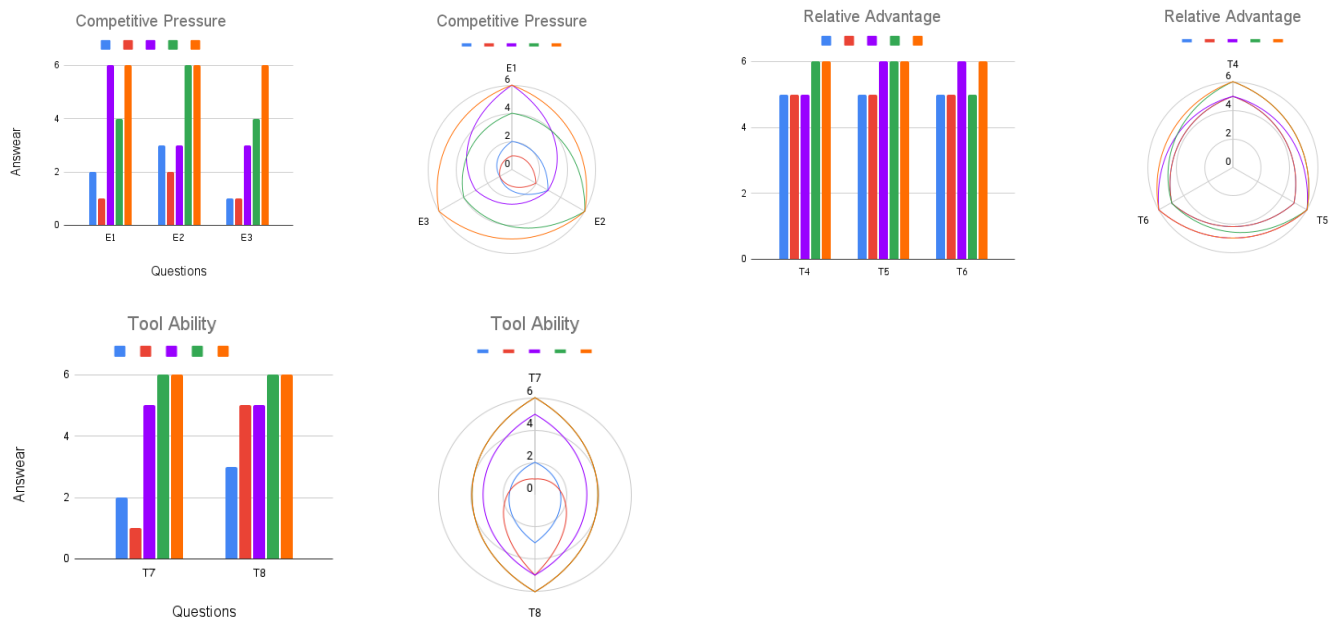 Competitive Pressure
6
4
2
0
Answear
E1 E2 E3
Questions
Competitive Pressure
E1
6
4
2
0
E3 E2
Relative Advantage
6
4
2
0
T4 T5 T6
Relative Advantage
T4
6
4
2
0
T6 T5
Tool Ability
6
4
2
0
Answear
T7 T8
Questions
Tool Ability
T7
6
4
2
0
T8